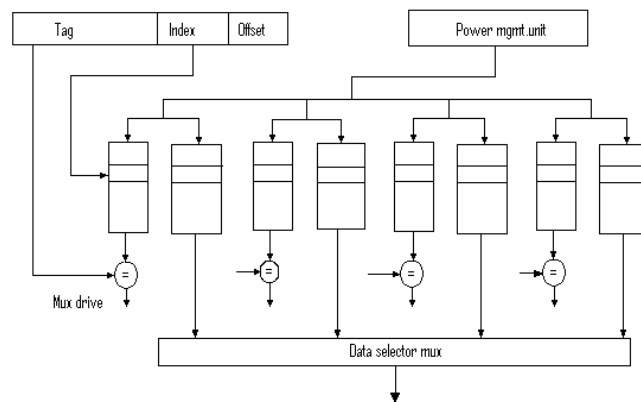 Tag Index Offset
Power mgmt.unit
=
=
=
=
Mux drive
Data selector mux